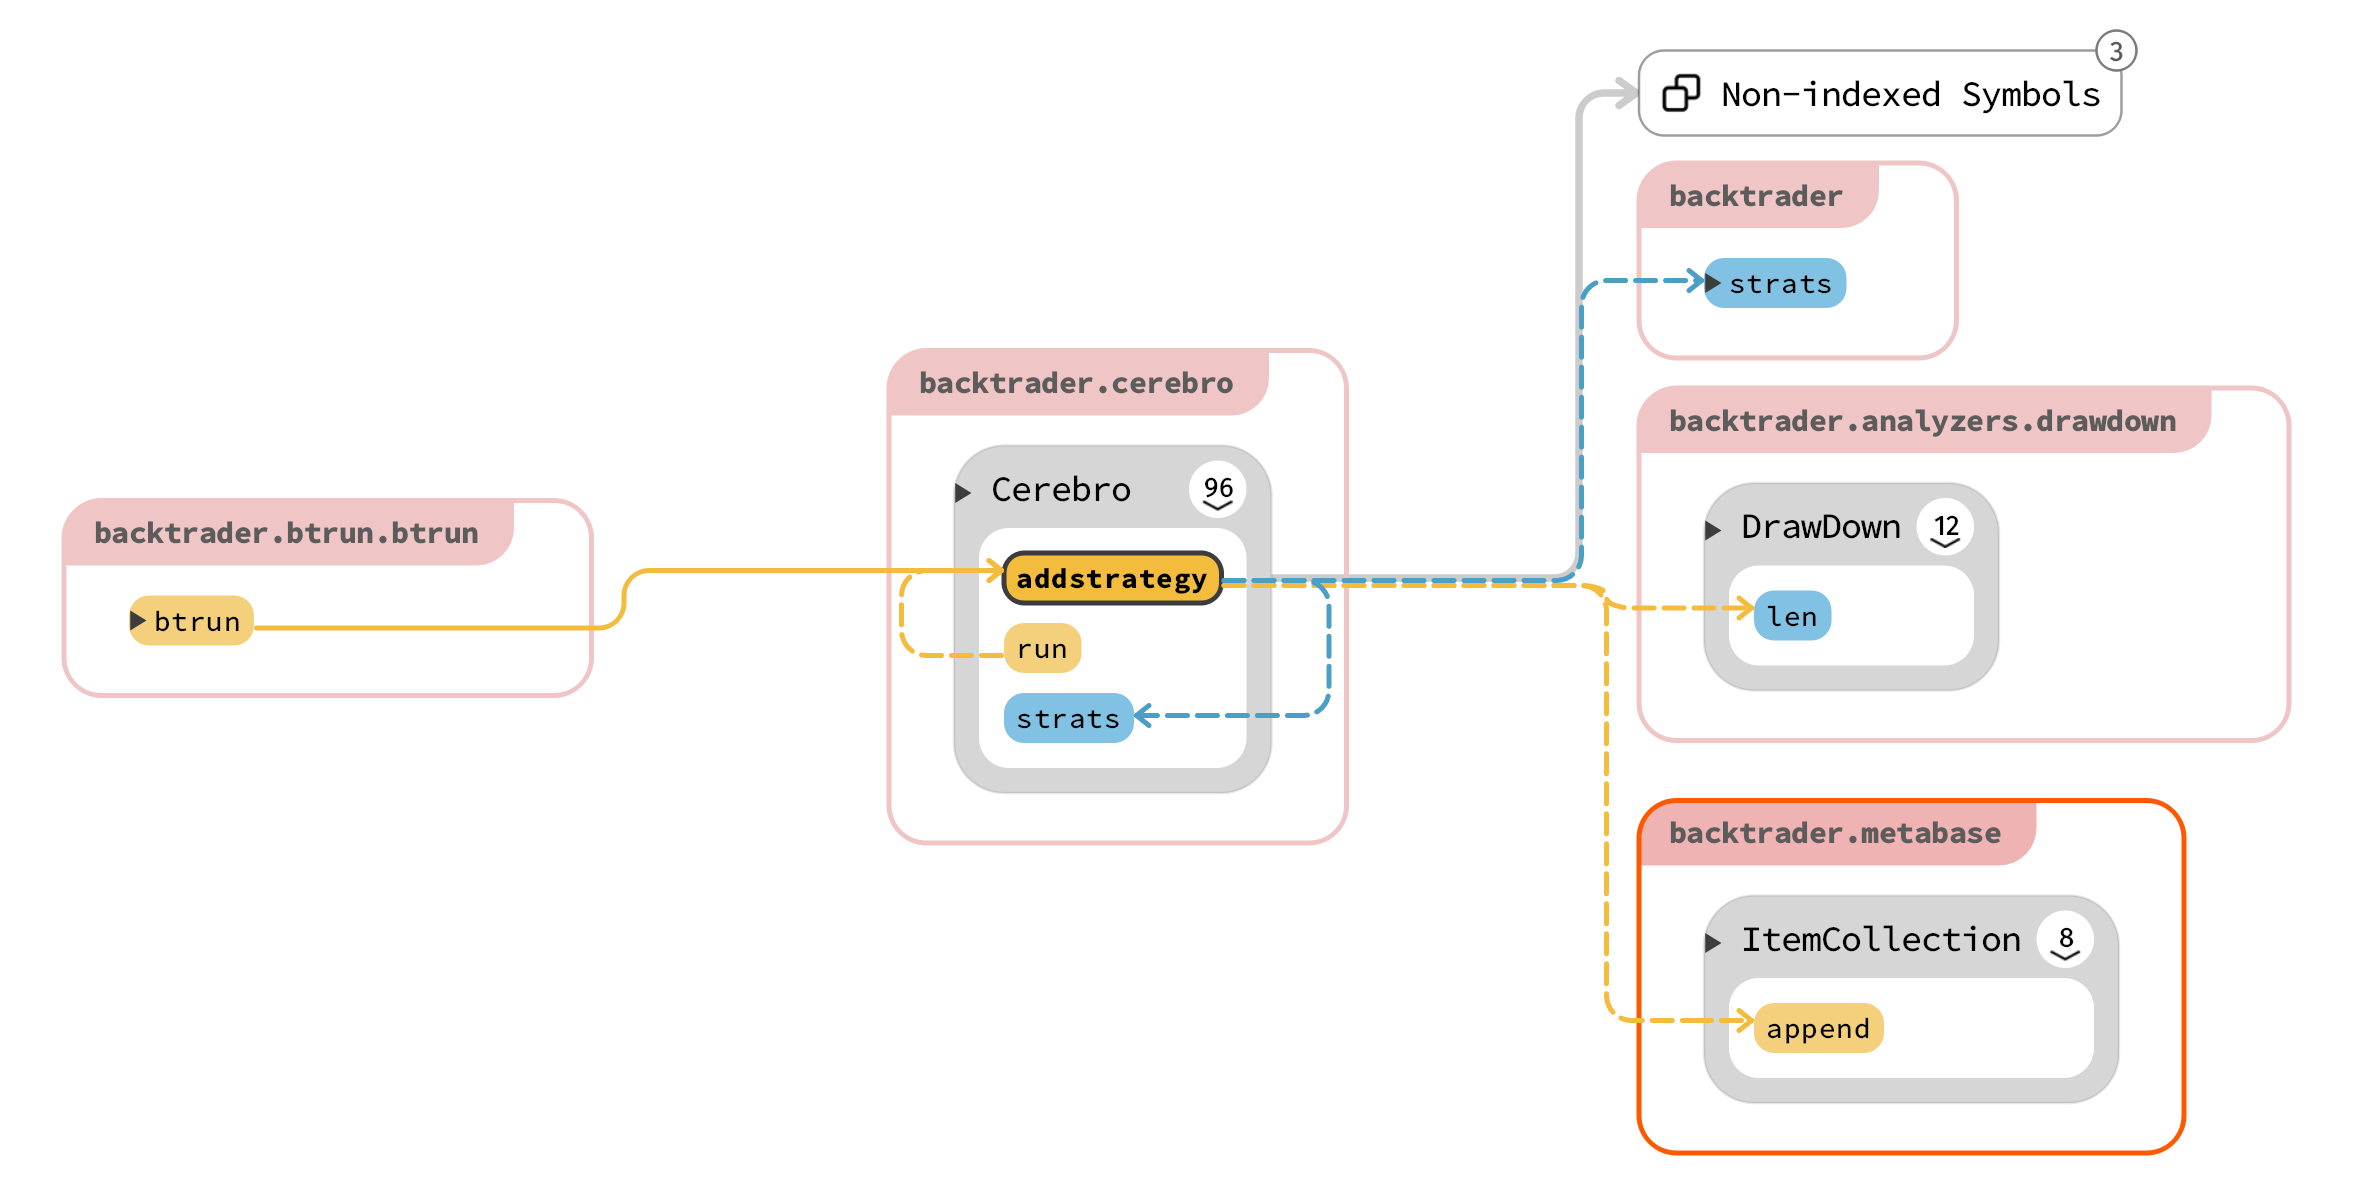 backtrader.btrun.btrun
btrun
backtrader.cerebro
Cerebro
96
addstrategy
run
strats
3
Non-indexed Symbols
backtrader
strats
backtrader.analyzers.drawdown
DrawDown
12
len
backtrader.metabase
ItemCollection
8
append